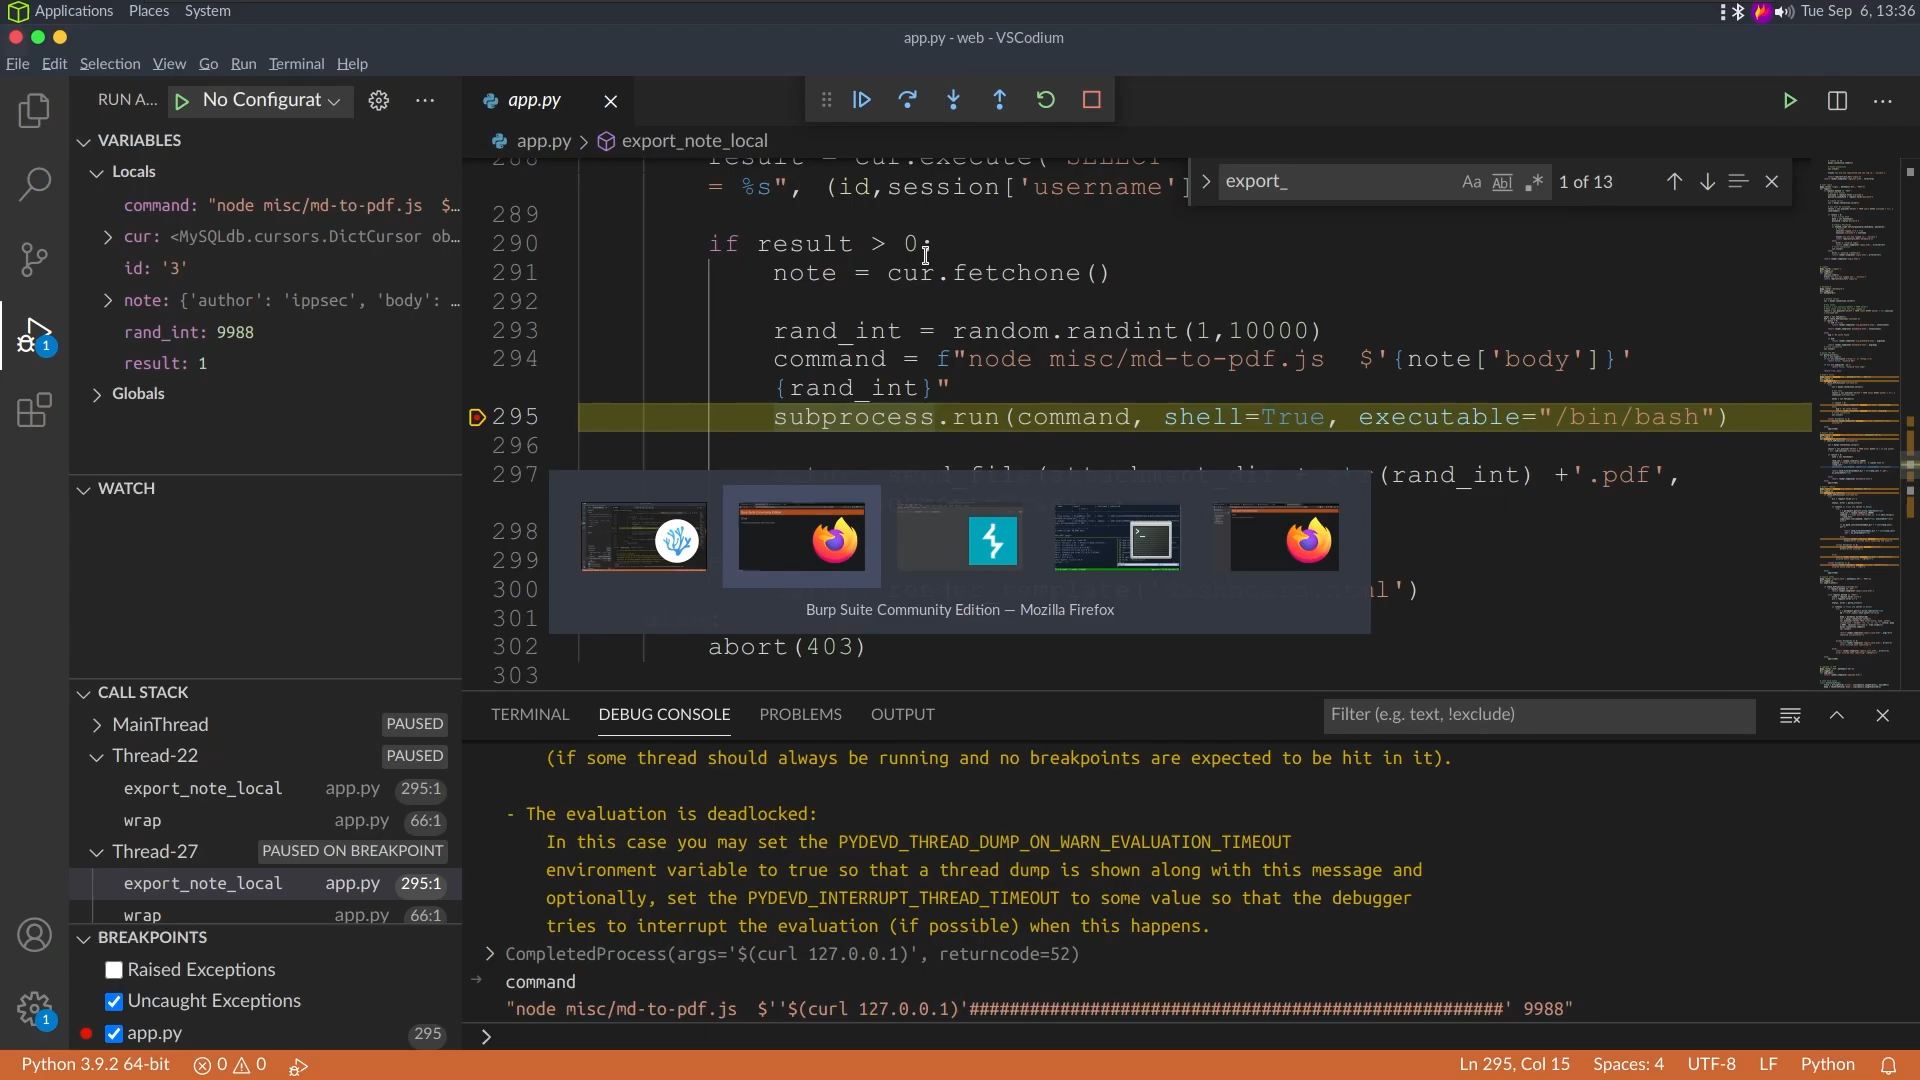 Applications Places System
Tue Sep 6, 13:36
app.py - web - VSCodium
File Edit Selection View Go Run Terminal Help
RUN A... No Configurat
app.py
app.py > export_note_local
VARIABLES
Locals
command: "node misc/md-to-pdf.js $…
cur: <MySQLdb.cursors.DictCursor ob…
id: '3'
note: {'author': 'ippsec', 'body': …
rand_int: 9988
result: 1
Globals
WATCH
CALL STACK
MainThread PAUSED
Thread-22 PAUSED
export_note_local app.py 295:1
wrap app.py 66:1
Thread-27 PAUSED ON BREAKPOINT
export_note_local app.py 295:1
wrap app.py 66:1
BREAKPOINTS
Raised Exceptions
Uncaught Exceptions
app.py 295
export_
Aa Abl .* 1 of 13
288 result = cur.execute("SELECT
= %s", (id,session['username']
289
290 if result > 0:
291 note = cur.fetchone()
292
293 rand_int = random.randint(1,10000)
294 command = f"node misc/md-to-pdf.js  $'{note['body']}'
{rand_int}"
295 subprocess.run(command, shell=True, executable="/bin/bash")
296
297 (rand_int) +'.pdf',
298
299
300 ')
301
302 abort(403)
303
Burp Suite Community Edition — Mozilla Firefox
TERMINAL DEBUG CONSOLE PROBLEMS OUTPUT
Filter (e.g. text, !exclude)
(if some thread should always be running and no breakpoints are expected to be hit in it).
- The evaluation is deadlocked:
In this case you may set the PYDEVD_THREAD_DUMP_ON_WARN_EVALUATION_TIMEOUT
environment variable to true so that a thread dump is shown along with this message and
optionally, set the PYDEVD_INTERRUPT_THREAD_TIMEOUT to some value so that the debugger
tries to interrupt the evaluation (if possible) when this happens.
CompletedProcess(args='$(curl 127.0.0.1)', returncode=52)
command
"node misc/md-to-pdf.js  $''$(curl 127.0.0.1)'#####################################################' 9988"
>
Python 3.9.2 64-bit 0 0
Ln 295, Col 15 Spaces: 4 UTF-8 LF Python
1
1